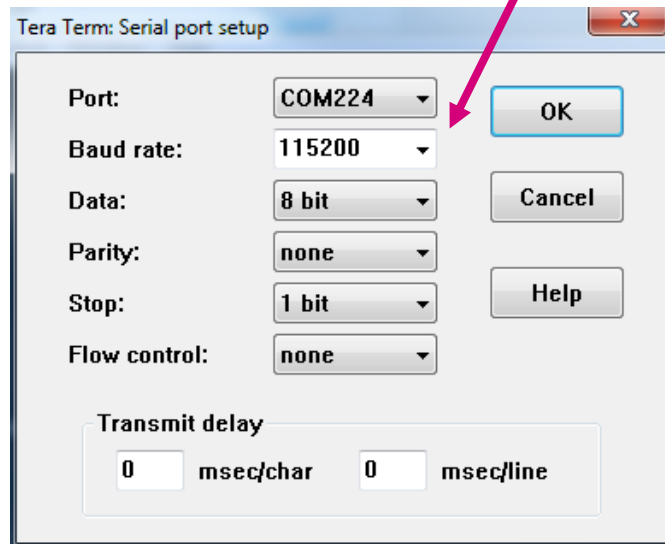 Tera Term: Serial port setup
Port: COM224 OK
Baud rate: 115200
Data: 8 bit Cancel
Parity: none
Stop: 1 bit Help
Flow control: none
Transmit delay
0 msec/char 0 msec/line